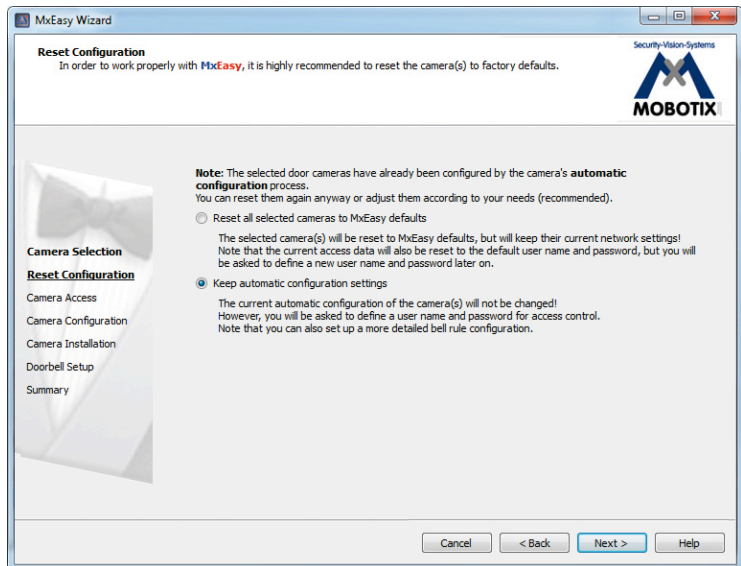 MxEasy Wizard
Reset Configuration
In order to work properly with MxEasy, it is highly recommended to reset the camera(s) to factory defaults.
Security-Vision-Systems
MOBOTIX
Note: The selected door cameras have already been configured by the camera's automatic
configuration process.
You can reset them again anyway or adjust them according to your needs (recommended).
Reset all selected cameras to MxEasy defaults
The selected camera(s) will be reset to MxEasy defaults, but will keep their current network settings!
Note that the current access data will also be reset to the default user name and password, but you will
be asked to define a new user name and password later on.
Keep automatic configuration settings
The current automatic configuration of the camera(s) will not be changed!
However, you will be asked to define a user name and password for access control.
Note that you can also set up a more detailed bell rule configuration.
Camera Selection
Reset Configuration
Camera Access
Camera Configuration
Camera Installation
Doorbell Setup
Summary
Cancel
< Back
Next >
Help